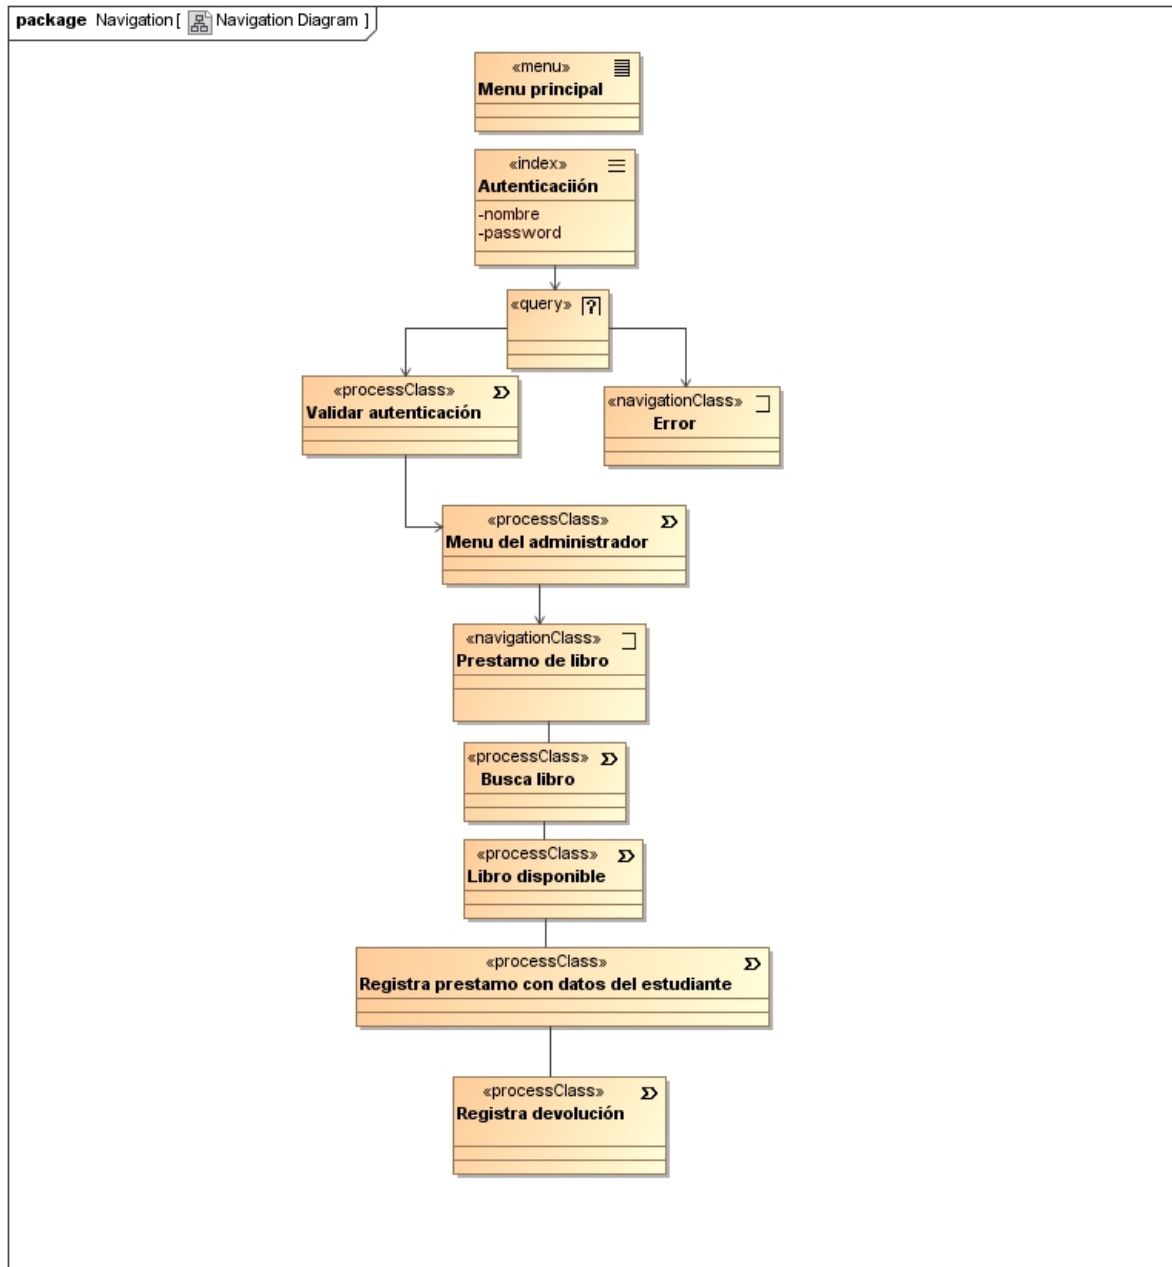 package Navigation [ Navigation Diagram ]
«menu»
Menu principal
«index»
Autenticaciión
-nombre
-password
«query» ?
«processClass»
Validar autenticación
«navigationClass»
Error
«processClass»
Menu del administrador
«navigationClass»
Prestamo de libro
«processClass»
Busca libro
«processClass»
Libro disponible
«processClass»
Registra prestamo con datos del estudiante
«processClass»
Registra devolución